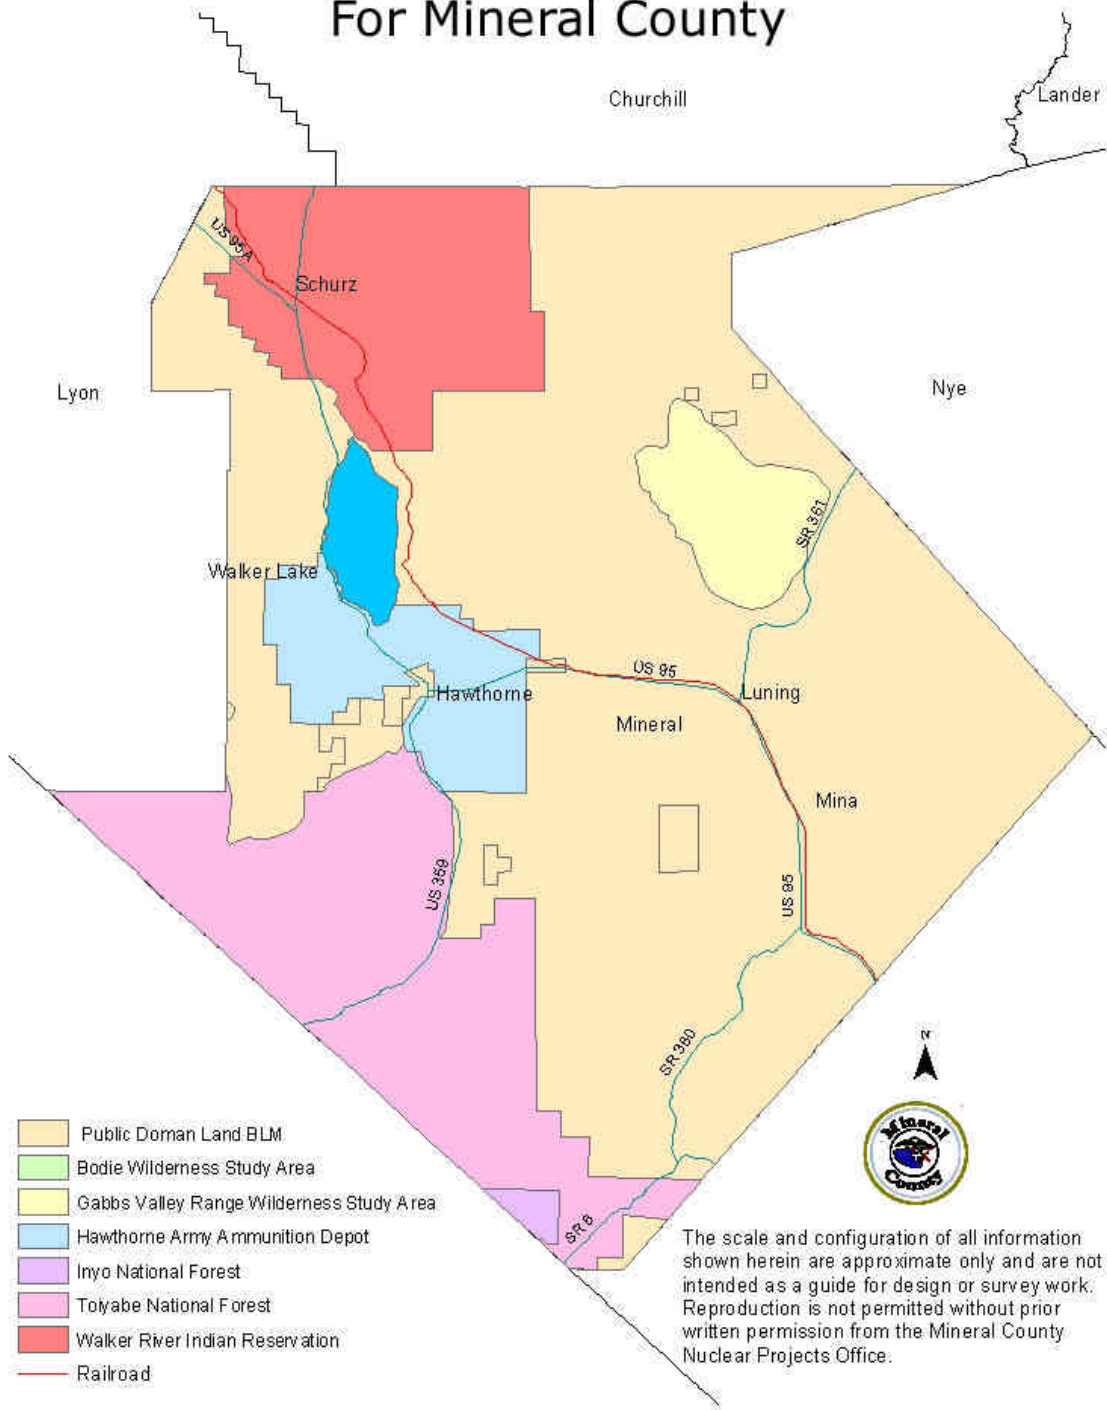 For Mineral County
Churchill
Lander
US 95A
Schurz
Lyon
Nye
SR 361
Walker Lake
US 95
Hawthorne
Luning
Mineral
Mina
US 359
US 95
SR 360
N
Public Doman Land BLM
Bodie Wilderness Study Area
Gabbs Valley Range Wilderness Study Area
Hawthorne Army Ammunition Depot
Inyo National Forest
Toiyabe National Forest
Walker River Indian Reservation
Railroad
SR 6
Mineral
County
The scale and configuration of all information
shown herein are approximate only and are not
intended as a guide for design or survey work.
Reproduction is not permitted without prior
written permission from the Mineral County
Nuclear Projects Office.